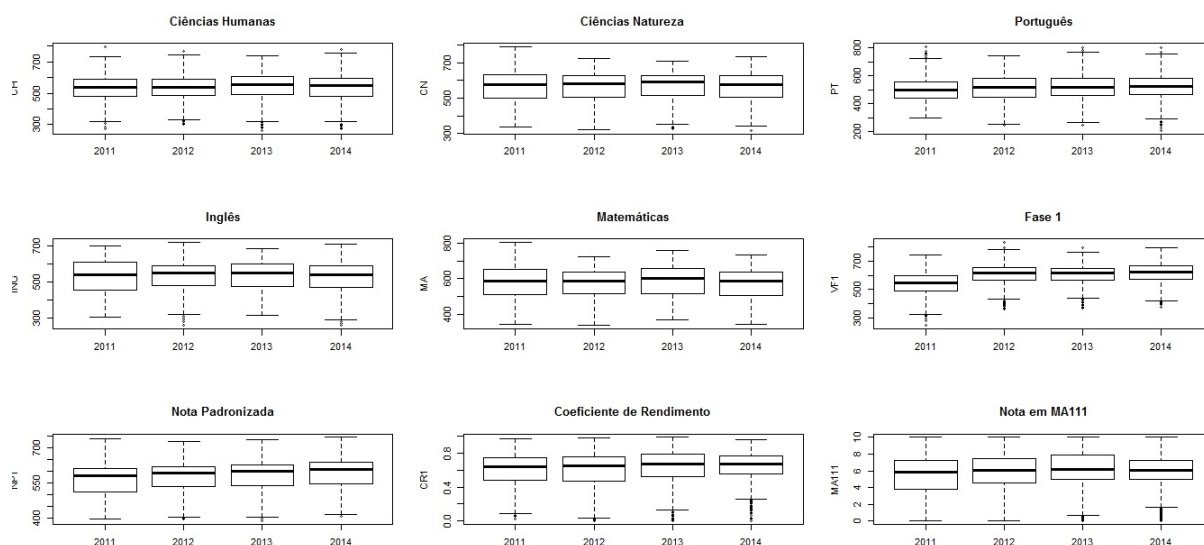 Ciências Humanas
CH
700
500
300
2011 2012 2013 2014
Ciências Natureza
CN
700
500
300
2011 2012 2013 2014
Português
PT
800
600
400
200
2011 2012 2013 2014
Inglês
ING
700
500
300
2011 2012 2013 2014
Matemáticas
MA
800
600
400
2011 2012 2013 2014
Fase 1
VF1
700
500
300
2011 2012 2013 2014
Nota Padronizada
NP1
700
550
400
2011 2012 2013 2014
Coeficiente de Rendimento
CR1
0.8
0.4
0.0
2011 2012 2013 2014
Nota em MA111
MA111
10
8
6
4
2
0
2011 2012 2013 2014